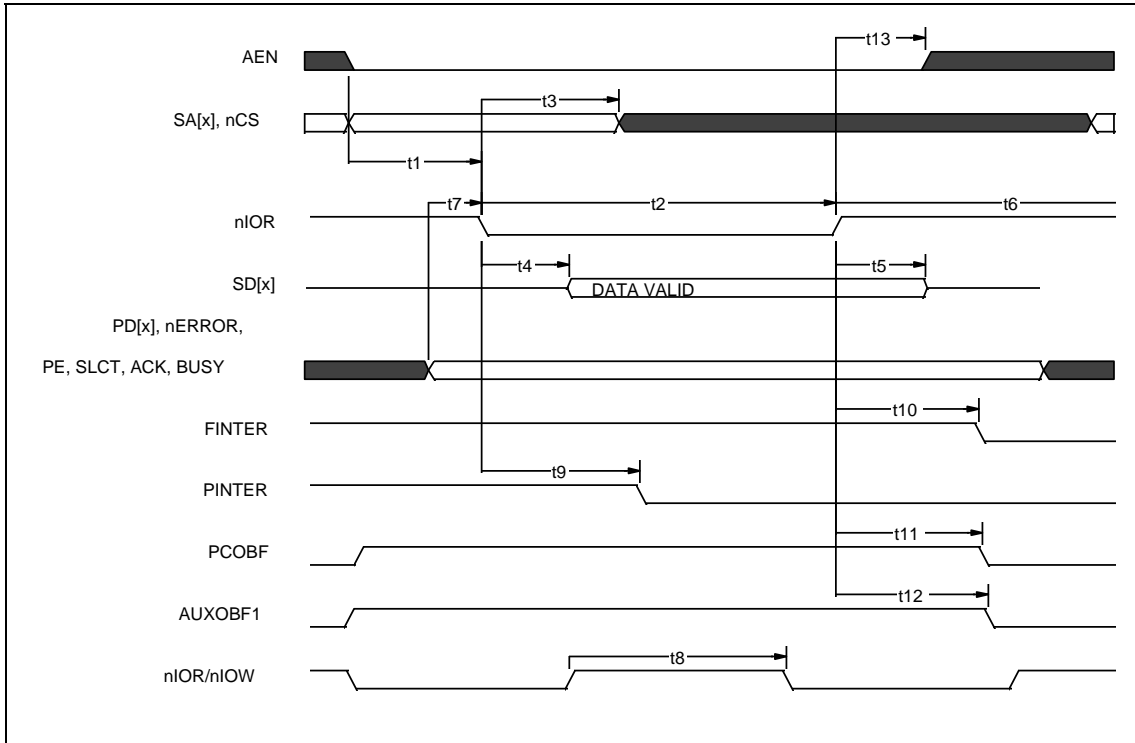 AEN
t13
t3
SA[x], nCS
t1
t7
t2
t6
nIOR
t4
t5
SD[x]
DATA VALID
PD[x], nERROR,
PE, SLCT, ACK, BUSY
t10
FINTER
t9
PINTER
t11
PCOBF
t12
AUXOBF1
t8
nIOR/nIOW